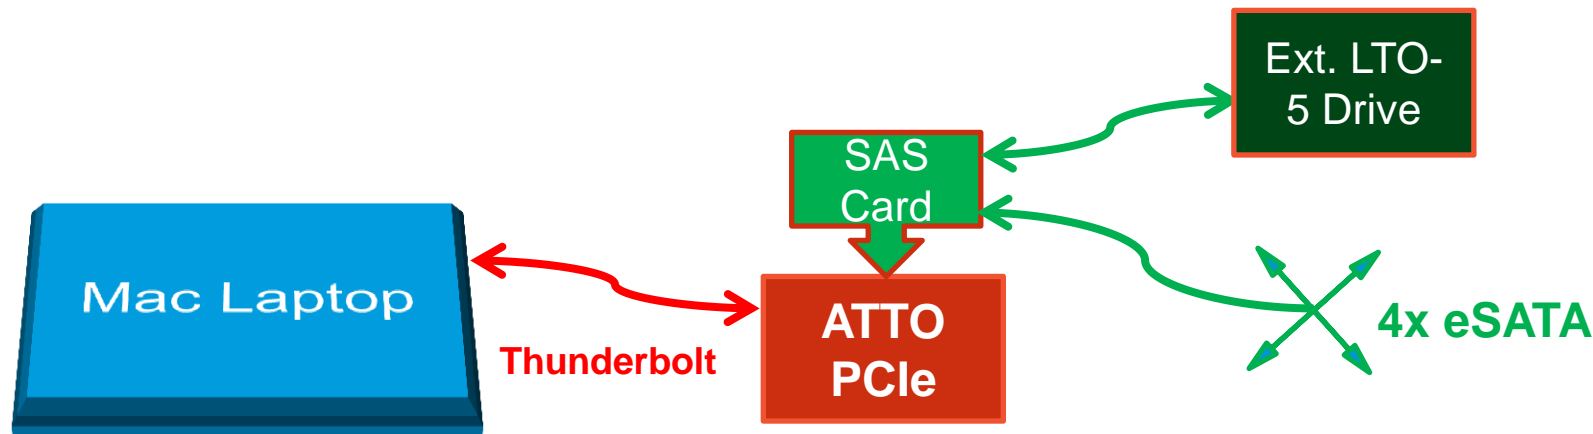 Ext. LTO-
5 Drive
SAS
Card
Mac Laptop
Thunderbolt
ATTO
PCIe
4x eSATA